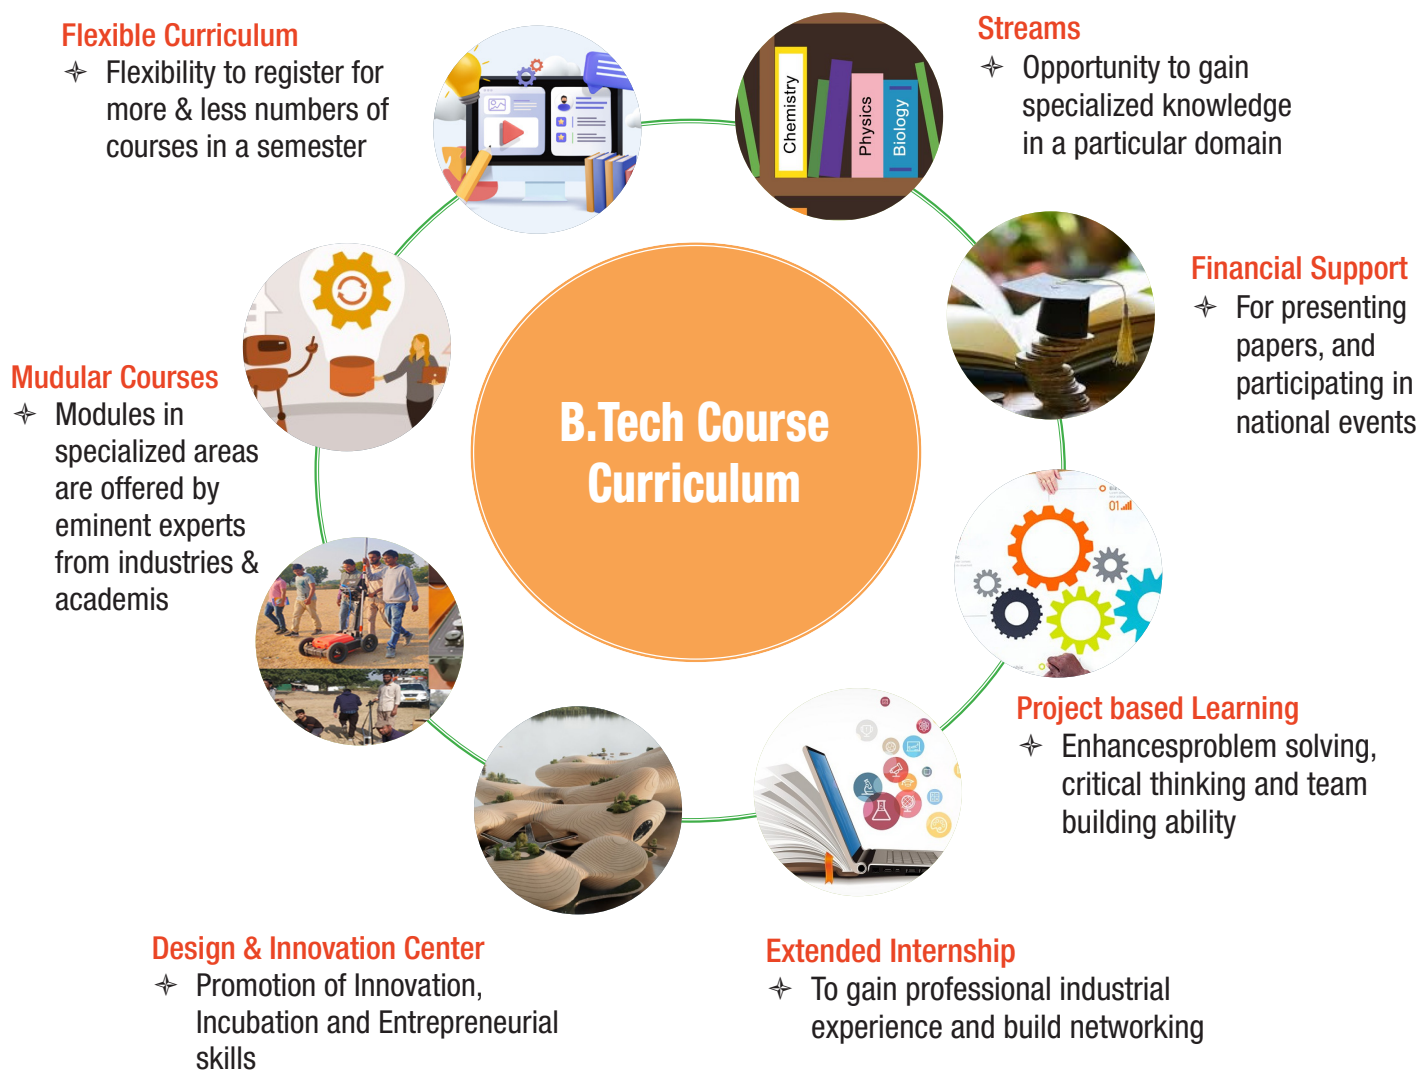 Flexible Curriculum
Flexibility to register for
more & less numbers of
courses in a semester
Streams
Opportunity to gain
specialized knowledge
in a particular domain
Chemistry
Physics
Biology
Financial Support
For presenting
papers, and
participating in
national events
Mudular Courses
Modules in
specialized areas
are offered by
eminent experts
from industries &
academis
B.Tech Course
Curriculum
01
Project based Learning
Enhancesproblem solving,
critical thinking and team
building ability
Design & Innovation Center
Promotion of Innovation,
Incubation and Entrepreneurial
skills
Extended Internship
To gain professional industrial
experience and build networking